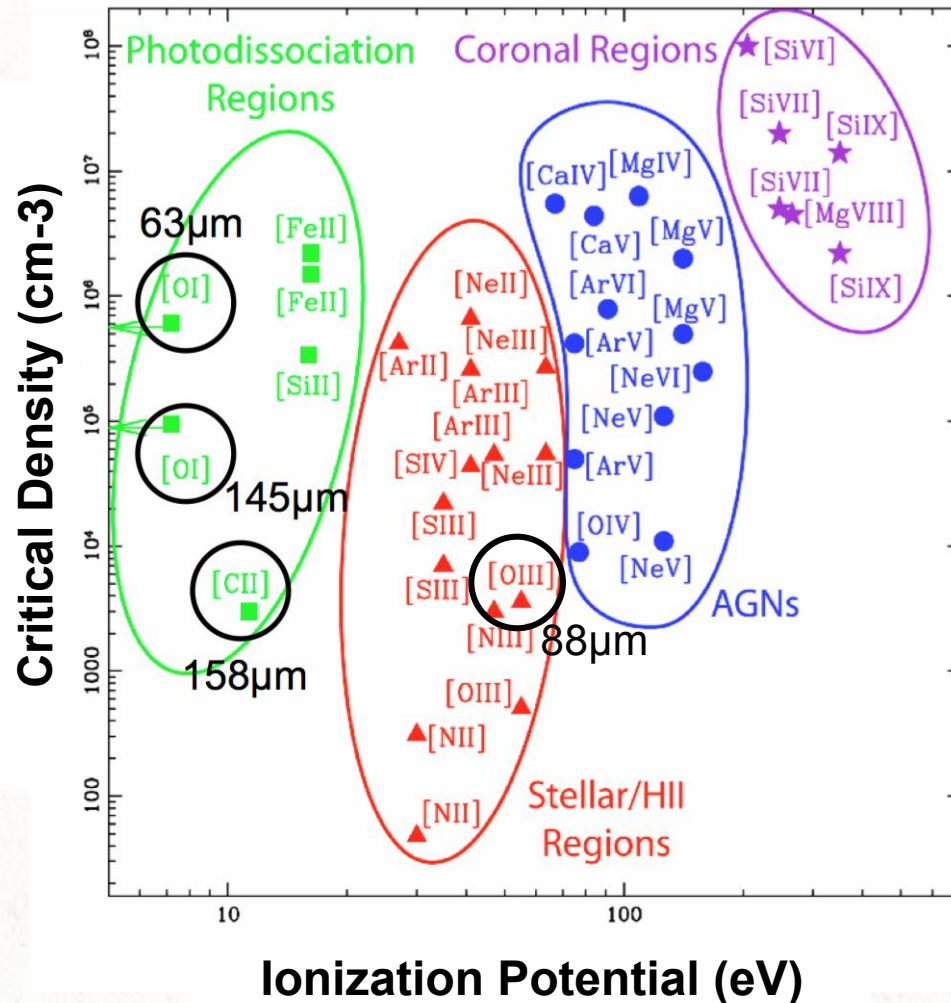 10⁸
10⁷
10⁶
10⁵
10⁴
1000
100
Critical Density (cm-3)
Photodissociation
Regions
Coronal Regions
[SiVI]
[SiVII]
[SiIX]
[SiVII]
[MgVIII]
[SiIX]
63µm
[OI]
[FeII]
[FeII]
[SiII]
[OI]
145µm
[CII]
158µm
[CaIV]
[MgIV]
[CaV]
[MgV]
[ArVI]
[MgV]
[ArV]
[NeVI]
[NeV]
[ArV]
[OIV]
[NeV]
AGNs
[NeII]
[NeIII]
[ArII]
[ArIII]
[ArIII]
[SIV]
[NeIII]
[SIII]
[SIII]
[OIII]
[NIII]
88µm
[OIII]
[NII]
[NII]
Stellar/HII
Regions
10
100
Ionization Potential (eV)